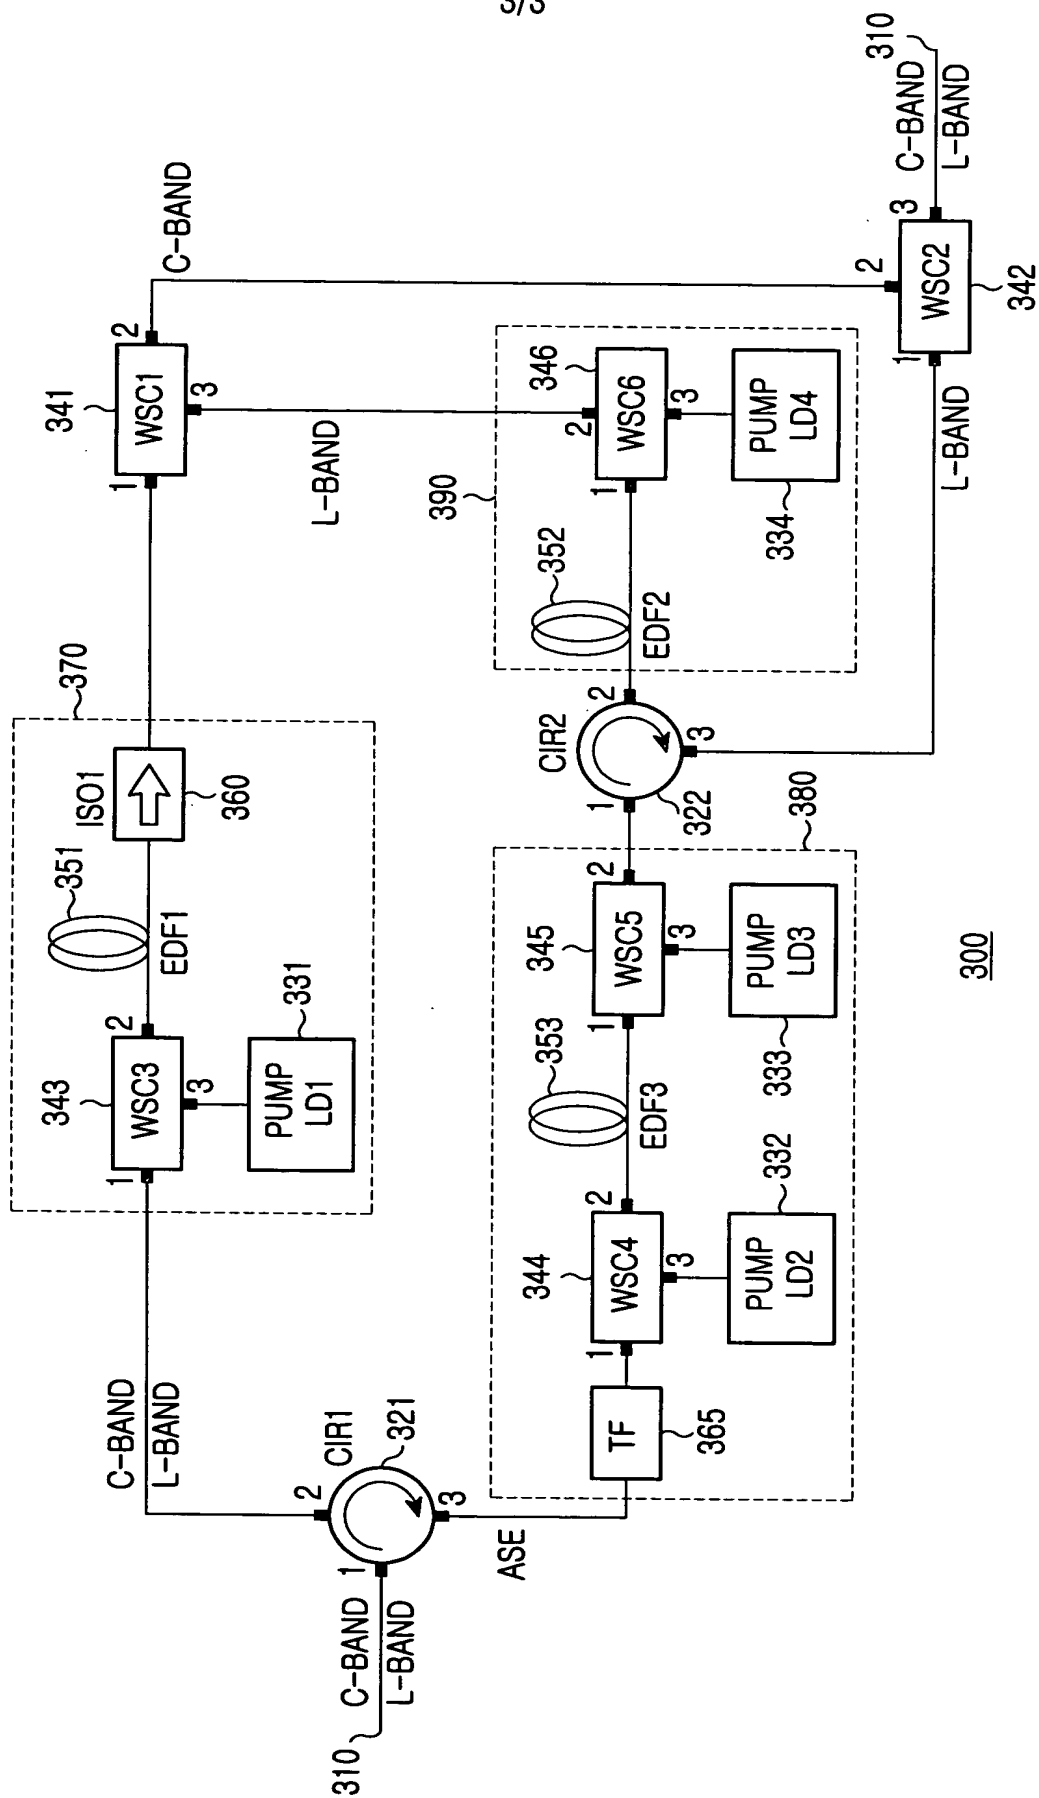 3/3
C-BAND
L-BAND
310
1
2
3
CIR1
321
C-BAND
L-BAND
ASE
370
343
1
WSC3
2
3
PUMP
LD1
331
351
EDF1
ISO1
360
341
1
WSC1
2
3
C-BAND
L-BAND
380
TF
365
344
1
WSC4
2
3
PUMP
LD2
332
353
EDF3
345
1
WSC5
2
3
PUMP
LD3
333
CIR2
1
2
3
322
390
352
EDF2
346
1
WSC6
2
3
PUMP
LD4
334
L-BAND
1
2
3
WSC2
342
C-BAND
L-BAND
310
300